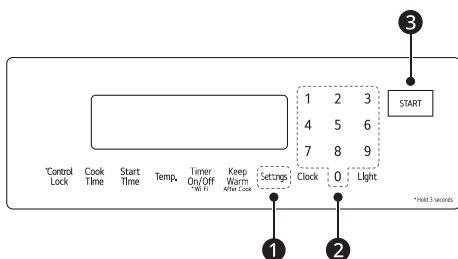 3
1 2 3
START
4 5 6
7 8 9
*Control Lock
Cook Time
Start Time
Temp.
Timer On/Off
*Wi-Fi
Keep Warm
After Cook
Settings
Clock
0
Light
*Hold 3 seconds
1
2